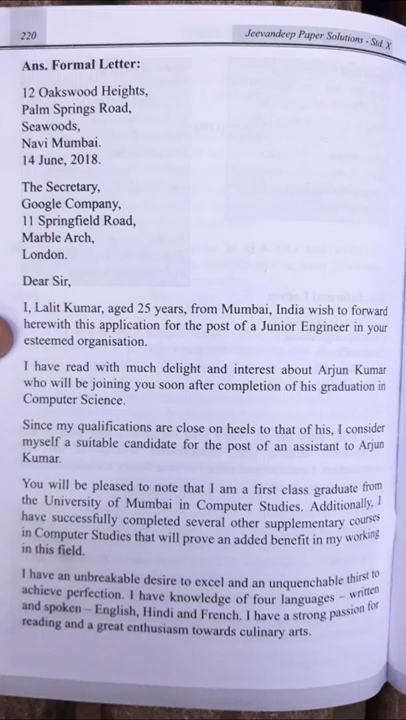 220
Jeevandeep Paper Solutions - Std. X
Ans. Formal Letter:
12 Oakswood Heights,
Palm Springs Road,
Seawoods,
Navi Mumbai.
14 June, 2018.
The Secretary,
Google Company,
11 Springfield Road,
Marble Arch,
London.
Dear Sir,
I, Lalit Kumar, aged 25 years, from Mumbai, India wish to forward
herewith this application for the post of a Junior Engineer in your
esteemed organisation.
I have read with much delight and interest about Arjun Kumar
who will be joining you soon after completion of his graduation in
Computer Science.
Since my qualifications are close on heels to that of his, I consider
myself a suitable candidate for the post of an assistant to Arjun
Kumar.
You will be pleased to note that I am a first class graduate from
the University of Mumbai in Computer Studies. Additionally, I
have successfully completed several other supplementary courses
in Computer Studies that will prove an added benefit in my working
in this field.
I have an unbreakable desire to excel and an unquenchable thirst to
achieve perfection. I have knowledge of four languages – written
and spoken – English, Hindi and French. I have a strong passion for
reading and a great enthusiasm towards culinary arts.